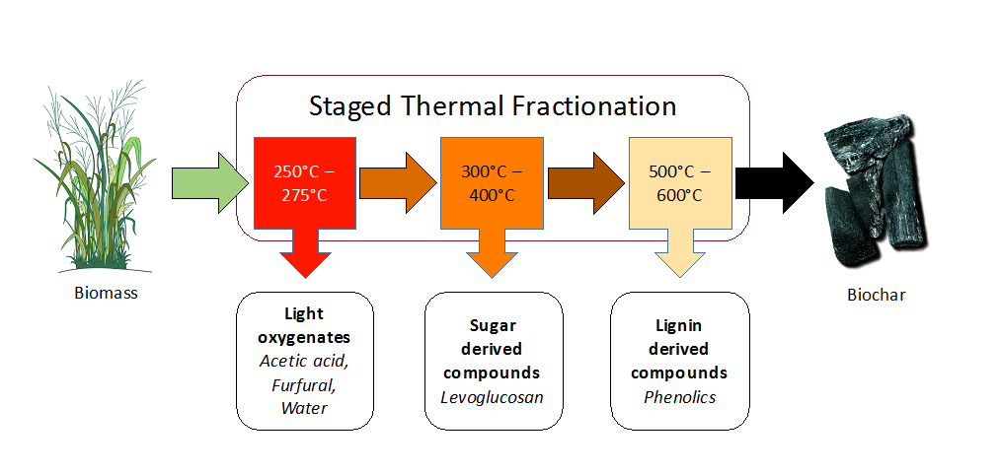 Staged Thermal Fractionation
250°C –
275°C
300°C –
400°C
500°C –
600°C
Biomass
Biochar
Light
oxygenates
Acetic acid,
Furfural,
Water
Sugar
derived
compounds
Levoglucosan
Lignin
derived
compounds
Phenolics